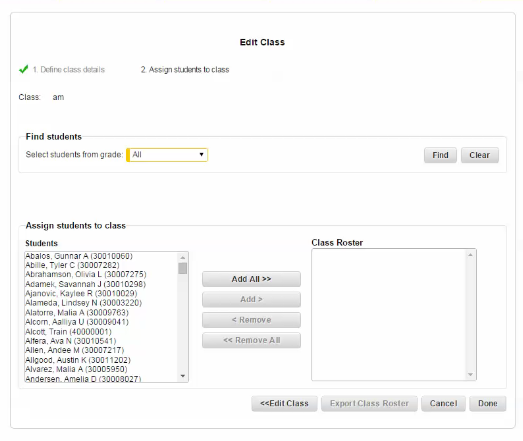 Edit Class
1. Define class details 2. Assign students to class
Class: am
Find students
Select students from grade: All Find Clear
Assign students to class
Students Class Roster
Abalos, Gunnar A (30010060)
Abille, Tyler C (30007282)
Abrahamson, Olivia L (30007275)
Adamek, Savannah J (30010298)
Ajanovic, Kaylee R (30010029)
Alameda, Lindsey N (30003220)
Alatorre, Malia A (30009763)
Alcorn, Aalliya U (30009041)
Alcott, Train (40000001)
Alfera, Ava N (30010541)
Allen, Andee M (30007217)
Allgood, Austin K (30011202)
Alvarez, Malia A (30005950)
Andersen, Amelia D (30008027)
Add All >>
Add >
< Remove
<< Remove All
<<Edit Class Export Class Roster Cancel Done